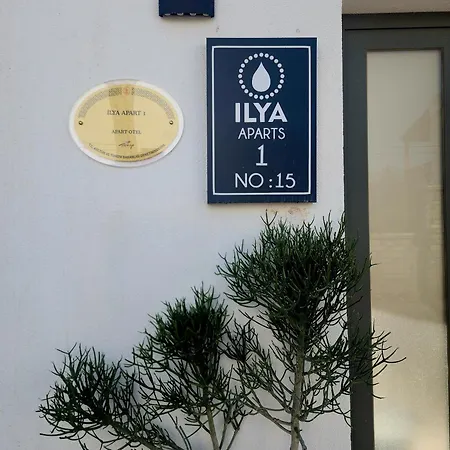 ILYA APART 1
APART OTEL
ILYA
APARTS
1
NO : 15